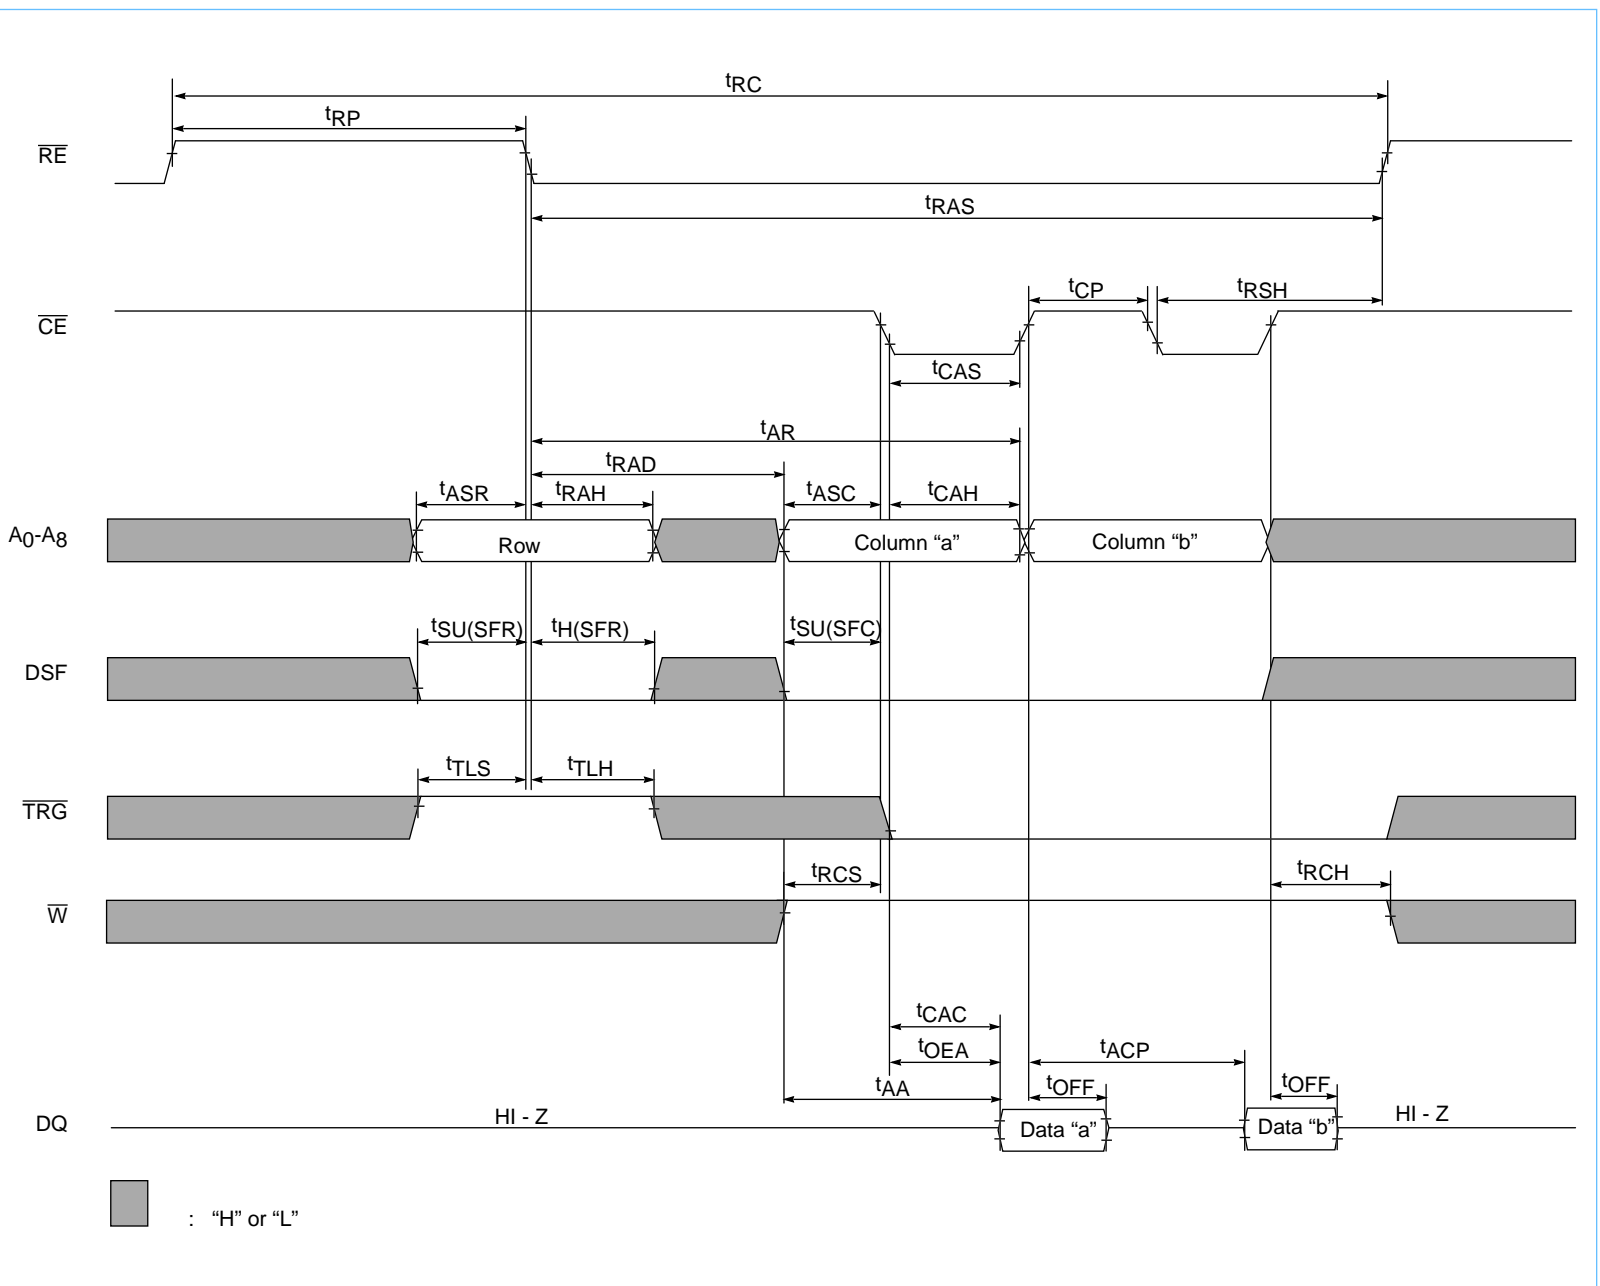 tRC
tRP
RE
tRAS
tCP
tRSH
CE
tCAS
tAR
tRAD
tASR
tRAH
tASC
tCAH
A0-A8
Row
Column “a”
Column “b”
tSU(SFR)
tH(SFR)
tSU(SFC)
DSF
tTLS
tTLH
TRG
tRCS
tRCH
W
tCAC
tOEA
tACP
tAA
tOFF
tOFF
DQ
HI - Z
Data “a”
Data “b”
HI - Z
: “H” or “L”